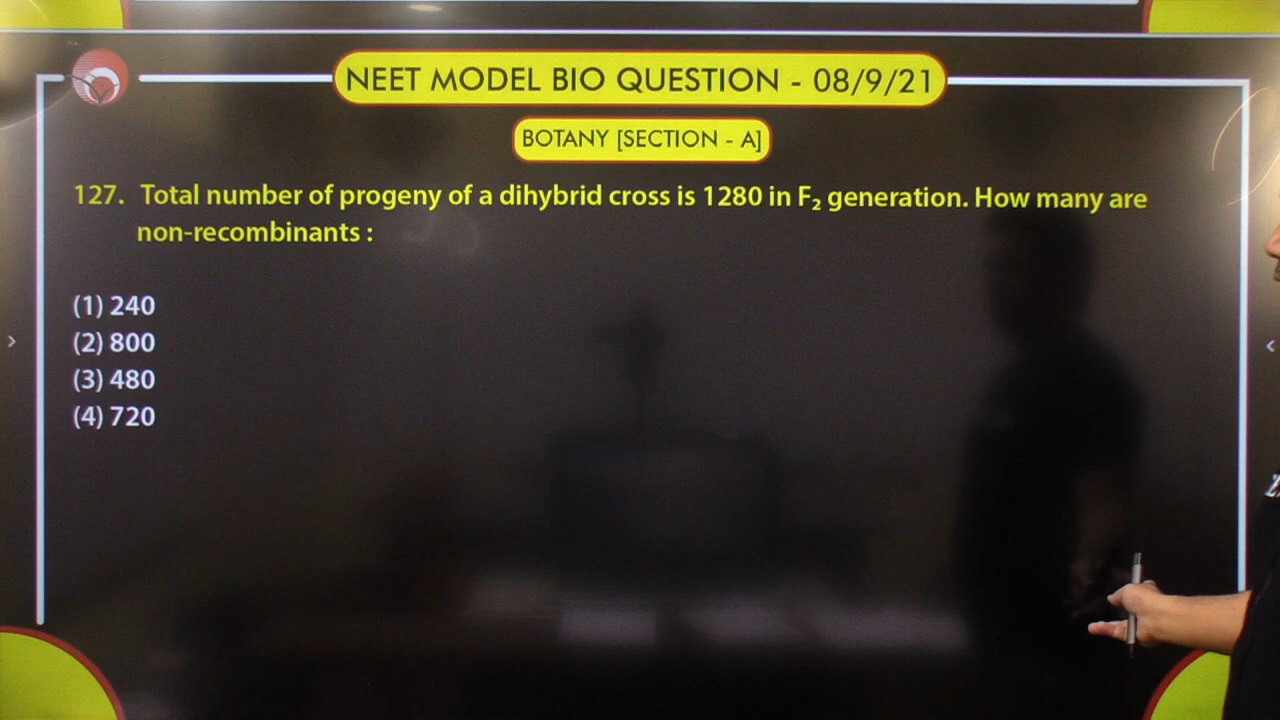 NEET MODEL BIO QUESTION - 08/9/21
BOTANY [SECTION - A]
127. Total number of progeny of a dihybrid cross is 1280 in F₂ generation. How many are
non-recombinants :
(1) 240
(2) 800
(3) 480
(4) 720